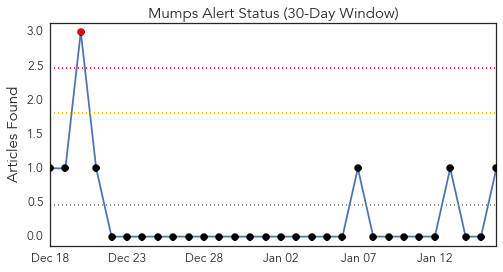 Mumps Alert Status (30-Day Window)
Articles Found
3.0
2.5
2.0
1.5
1.0
0.5
0.0
Dec 18 Dec 23 Dec 28 Jan 02 Jan 07 Jan 12